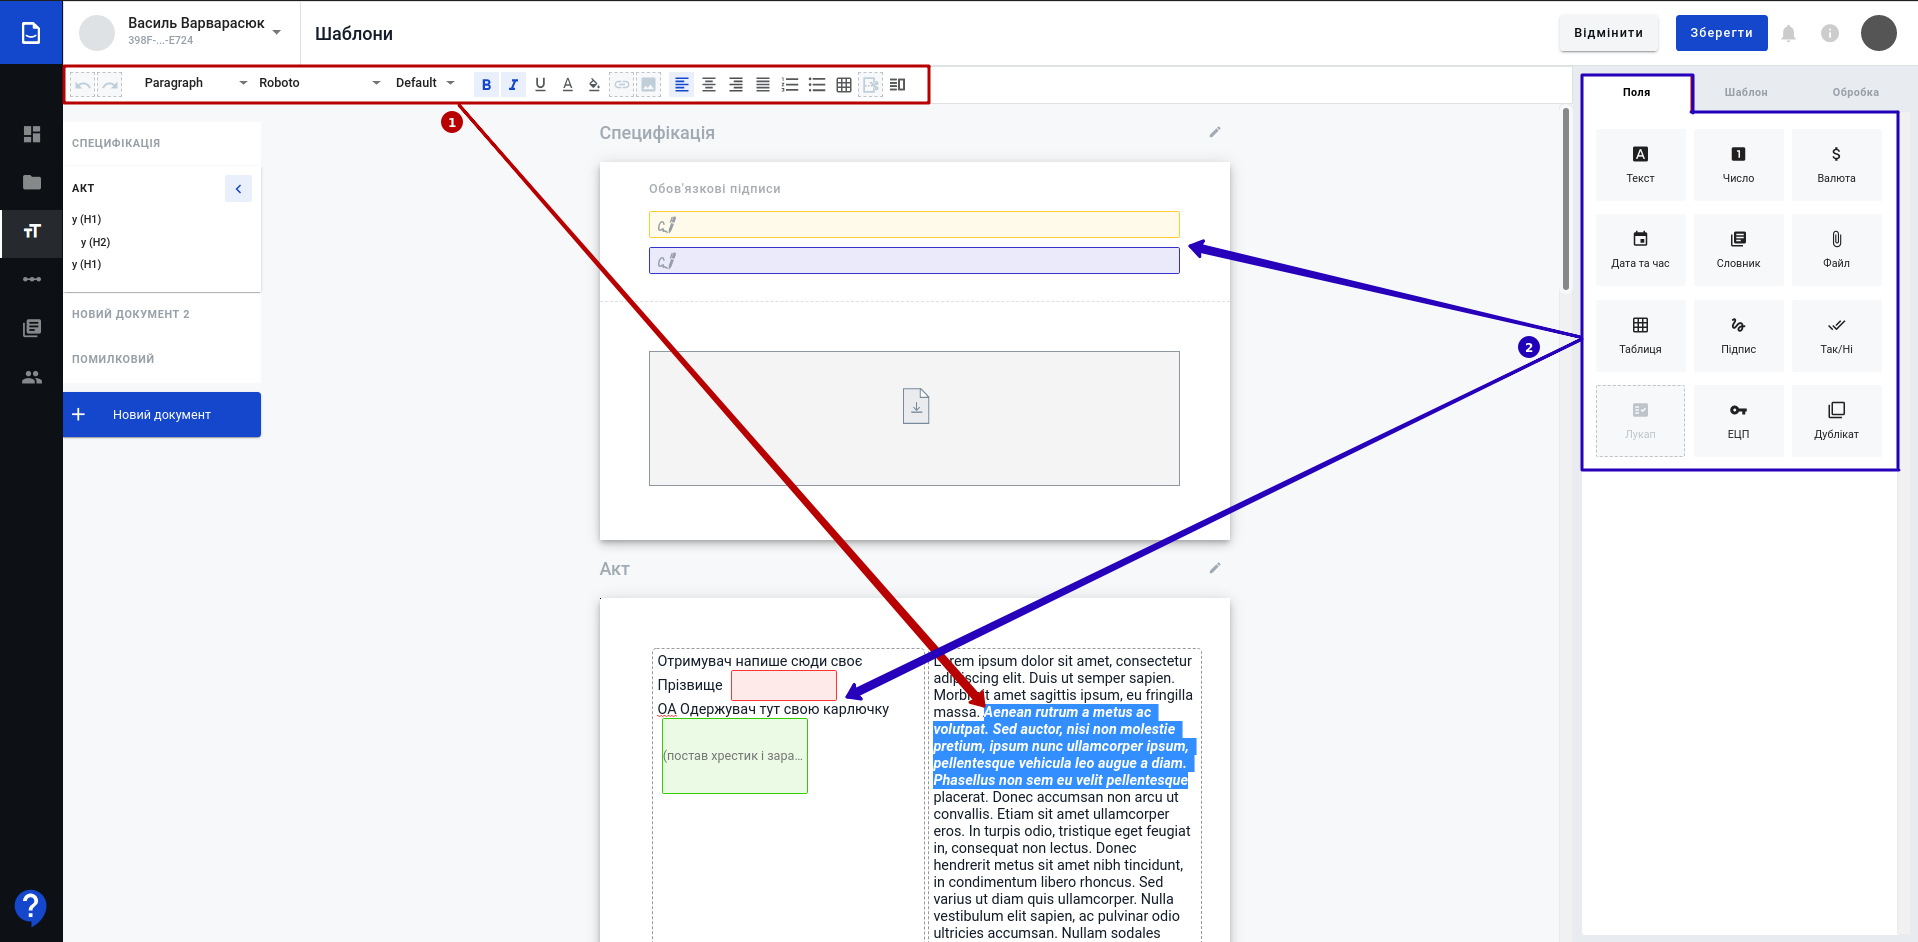 Василь Варварасюк
398F-...-E724
Шаблони
Відмінити
Зберегти
Paragraph
Roboto
Default
B
I
U
A
1
СПЕЦИФІКАЦІЯ
АКТ
y (H1)
y (H2)
y (H1)
НОВИЙ ДОКУМЕНТ 2
ПОМИЛКОВИЙ
Новий документ
Специфікація
Обов'язкові підписи
Акт
Отримувач напише сюди своє
Прізвище
ОА Одержувач тут свою карлючку
(постав хрестик і зара...
Lorem ipsum dolor sit amet, consectetur
adipiscing elit. Duis ut semper sapien.
Morbi sit amet sagittis ipsum, eu fringilla
massa. Aenean rutrum a metus ac
volutpat. Sed auctor, nisi non molestie
pretium, ipsum nunc ullamcorper ipsum,
pellentesque vehicula leo augue a diam.
Phasellus non sem eu velit pellentesque
placerat. Donec accumsan non arcu ut
convallis. Etiam sit amet ullamcorper
eros. In turpis odio, tristique eget feugiat
in, consequat non lectus. Donec
hendrerit metus sit amet nibh tincidunt,
in condimentum libero rhoncus. Sed
varius ut diam quis ullamcorper. Nulla
vestibulum elit sapien, ac pulvinar odio
ultricies accumsan. Nullam sodales
2
Поля
Шаблон
Обробка
Текст
Число
Валюта
Дата та час
Словник
Файл
Таблиця
Підпис
Так/Ні
Лукап
ЕЦП
Дублікат
?